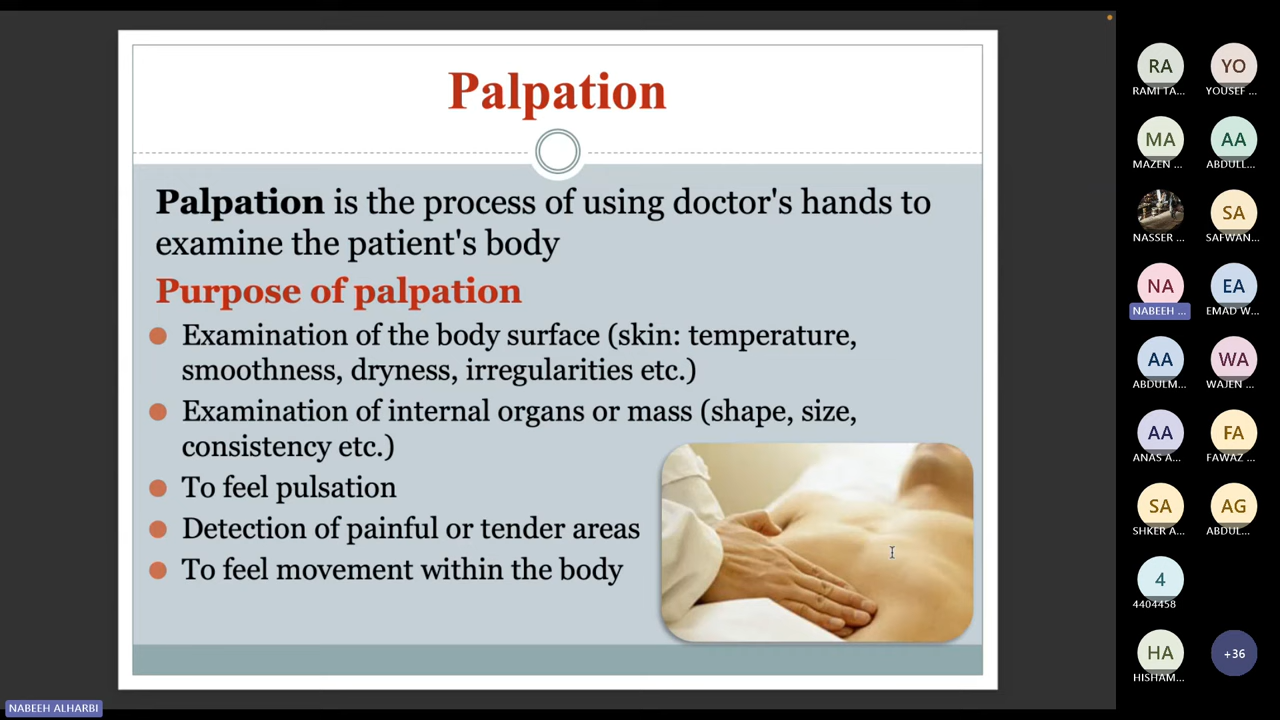 Palpation
Palpation is the process of using doctor's hands to
examine the patient's body
Purpose of palpation
Examination of the body surface (skin: temperature,
smoothness, dryness, irregularities etc.)
Examination of internal organs or mass (shape, size,
consistency etc.)
To feel pulsation
Detection of painful or tender areas
To feel movement within the body
NABEEH ALHARBI
RA
RAMI TA...
YO
YOUSEF ...
MA
MAZEN ...
AA
ABDULL...
NASSER ...
SA
SAFWAN...
NA
NABEEH ...
EA
EMAD W...
AA
ABDULM...
WA
WAJEN ...
AA
ANAS A...
FA
FAWAZ ...
SA
SHKER A...
AG
ABDUL...
4
4404458
HA
HISHAM...
+36